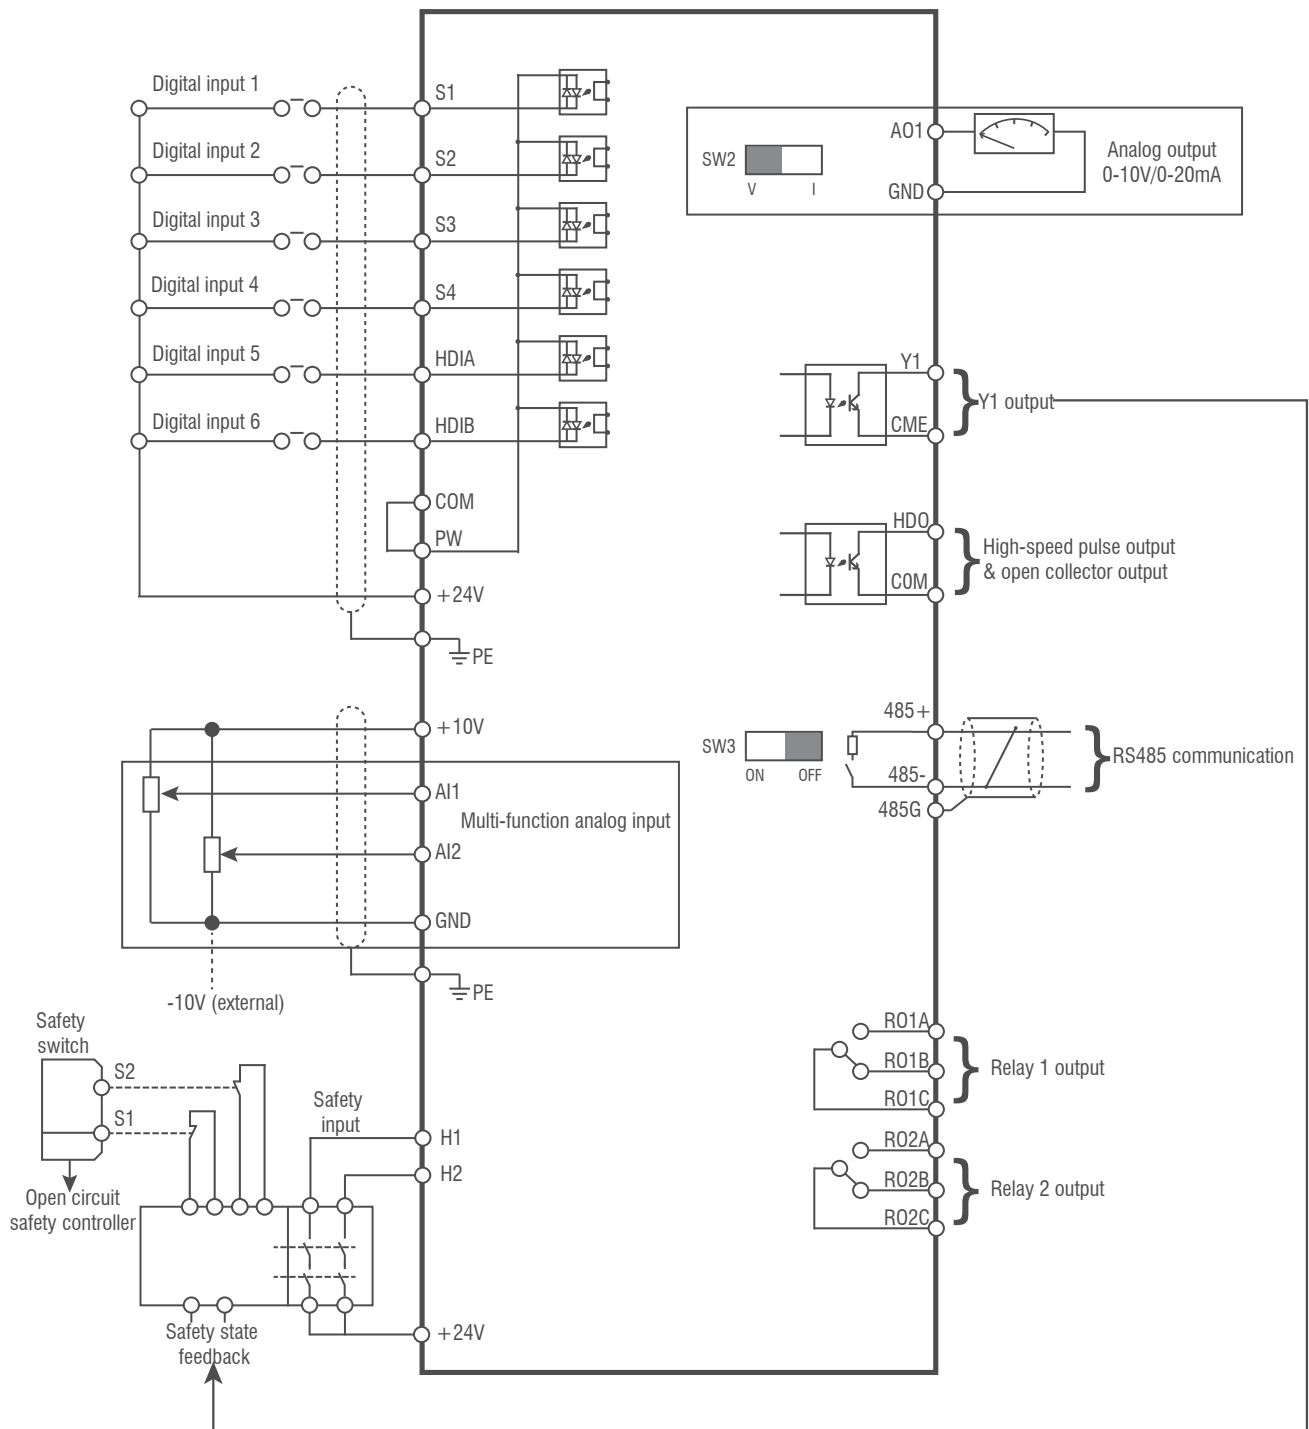 Digital input 1
S1
Digital input 2
S2
Digital input 3
S3
Digital input 4
S4
Digital input 5
HDIA
Digital input 6
HDIB
COM
PW
+24V
PE
+10V
AI1
Multi-function analog input
AI2
GND
PE
-10V (external)
Safety
switch
S2
S1
Open circuit
safety controller
Safety
input
H1
H2
Safety state
feedback
+24V
AO1
SW2
V
I
GND
Analog output
0-10V/0-20mA
Y1
CME
Y1 output
HDO
COM
High-speed pulse output
& open collector output
485+
SW3
ON
OFF
485-
485G
RS485 communication
RO1A
RO1B
RO1C
Relay 1 output
RO2A
RO2B
RO2C
Relay 2 output